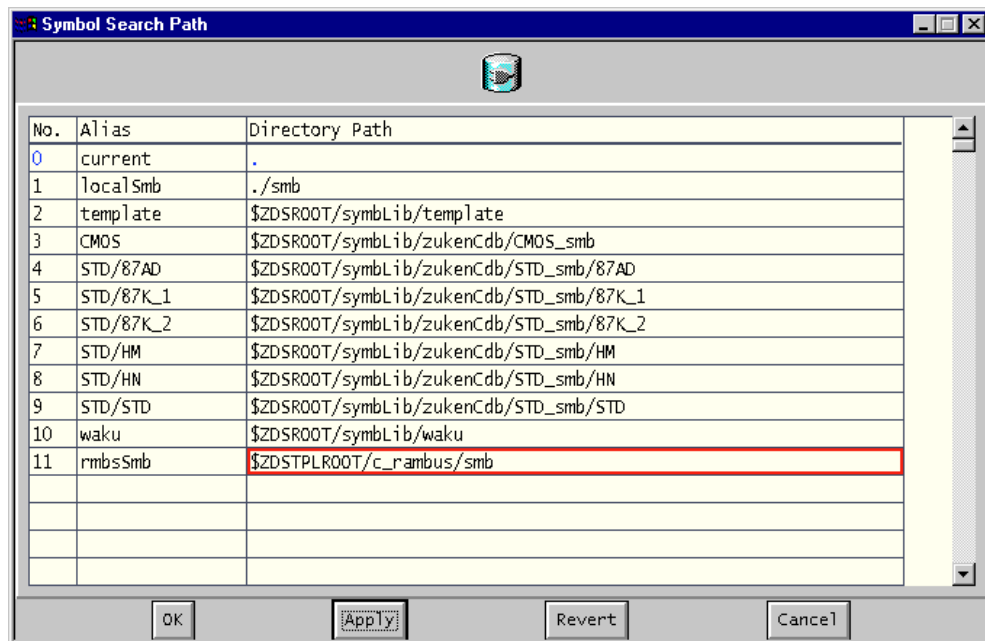 Symbol Search Path
No. Alias Directory Path
0 current .
1 localSmb ./smb
2 template $ZDSROOT/symbLib/template
3 CMOS $ZDSROOT/symbLib/zukenCdb/CMOS_smb
4 STD/87AD $ZDSROOT/symbLib/zukenCdb/STD_smb/87AD
5 STD/87K_1 $ZDSROOT/symbLib/zukenCdb/STD_smb/87K_1
6 STD/87K_2 $ZDSROOT/symbLib/zukenCdb/STD_smb/87K_2
7 STD/HM $ZDSROOT/symbLib/zukenCdb/STD_smb/HM
8 STD/HN $ZDSROOT/symbLib/zukenCdb/STD_smb/HN
9 STD/STD $ZDSROOT/symbLib/zukenCdb/STD_smb/STD
10 waku $ZDSROOT/symbLib/waku
11 rmbsSmb $ZDSTPLROOT/c_rambus/smb
OK Apply Revert Cancel